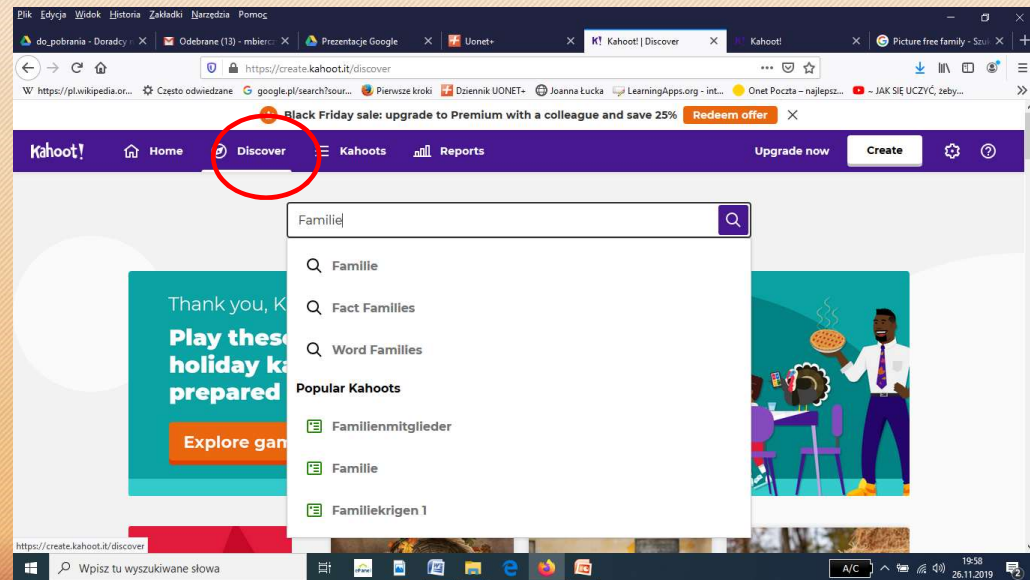 Plik Edycja Widok Historia Zakładki Narzędzia Pomoc
do_pobrania - Doradcy
Odebrane (13) - mbierc
Prezentacje Google
Uonet+
K! Kahoot! | Discover
K! Kahoot!
Picture free family - Szu
https://create.kahoot.it/discover
W https://pl.wikipedia.or...
Często odwiedzane
G google.pl/search?sour...
Pierwsze kroki
Dziennik UONET+
Joanna Łucka
LearningApps.org - int...
Onet Poczta – najlepsz...
~ JAK SIĘ UCZYĆ, żeby...
Black Friday sale: upgrade to Premium with a colleague and save 25% Redeem offer
Kahoot! Home Discover Kahoots Reports Upgrade now Create
Familie
Familie
Fact Families
Word Families
Popular Kahoots
Familienmitglieder
Familie
Familiekrigen 1
Thank you, K
Play these
holiday ka
prepared
Explore gam
https://create.kahoot.it/discover
Wpisz tu wyszukiwane słowa
A/C
19:58
26.11.2019
2